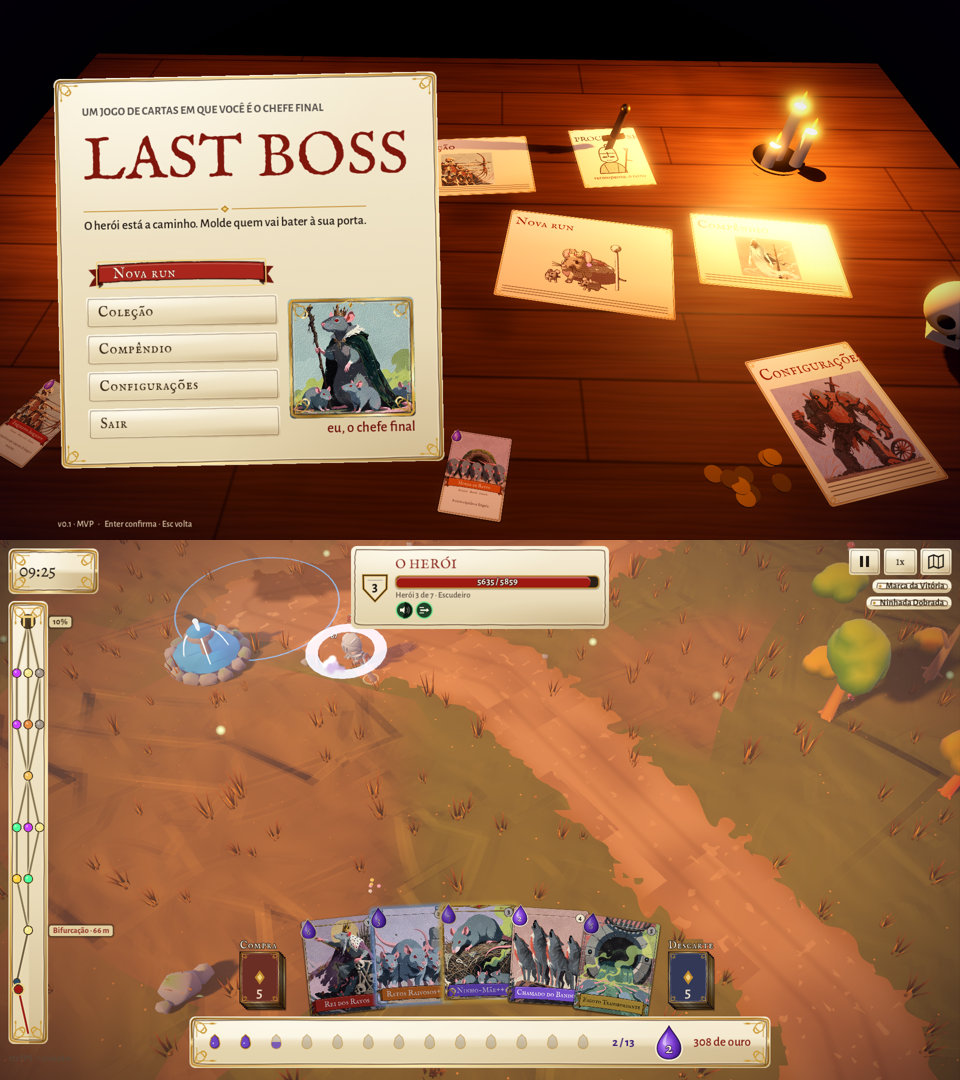 UM JOGO DE CARTAS EM QUE VOCÊ É O CHEFE FINAL
LAST BOSS
O herói está a caminho. Molde quem vai bater à sua porta.
Nova run
Coleção
Compêndio
Configurações
Sair
eu, o chefe final
Nova run
Configurações
v0.1 · MVP · Enter confirma · Esc volta
09:25
O HERÓI
3
5635 / 5859
Herói 3 de 7 · Escudeiro
1x
Marca da Vitória
Ninhada Dobrada
10%
Bifurcação · 66 m
Compra
5
Rei dos Ratos
Ratos Raivosos
Ninho-Mãe++
Chamado do Bando
Esgoto Transbordante
Descarte
5
2 / 13
2
308 de ouro